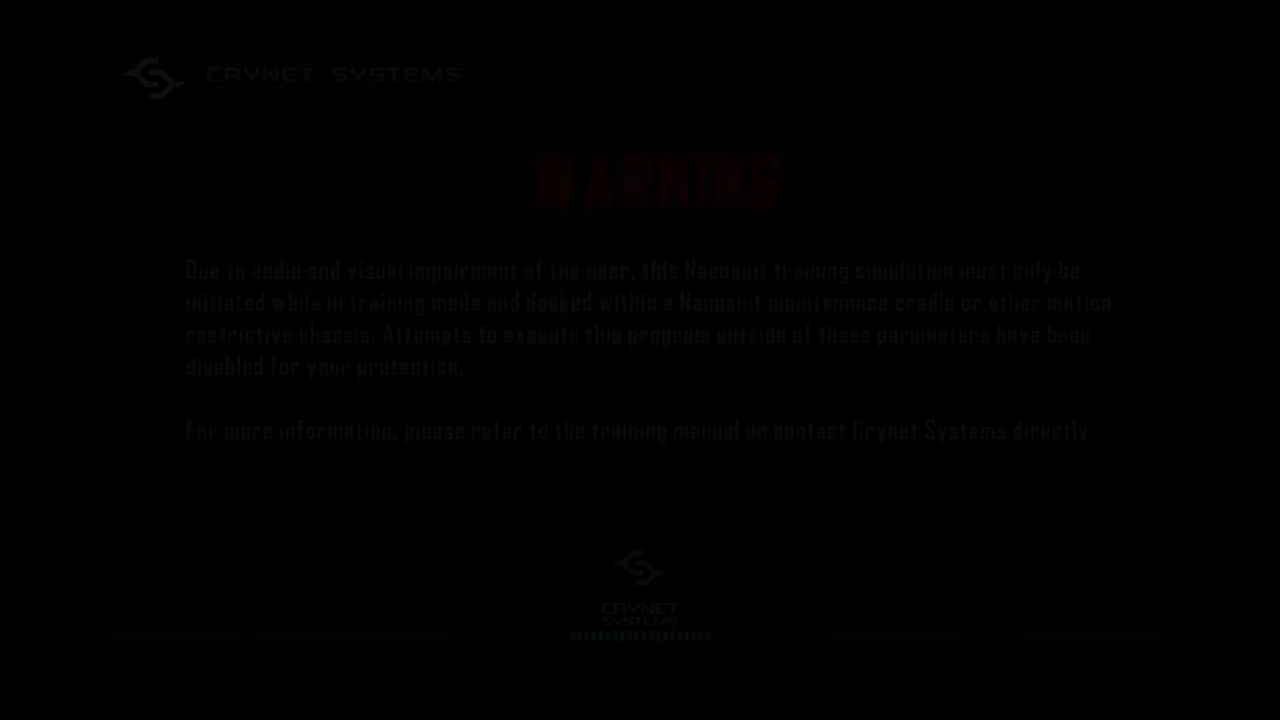 CRYNET SYSTEMS
WARNING
Due to audio and visual impairment of the user, this Nanosuit training simulation must only be
initiated while in training mode and docked within a Nanosuit maintenance cradle or other motion
restrictive chassis. Attempts to execute this program outside of these parameters have been
disabled for your protection.
For more information, please refer to the training manual or contact Crynet Systems directly
CRYNET
SYSTEMS